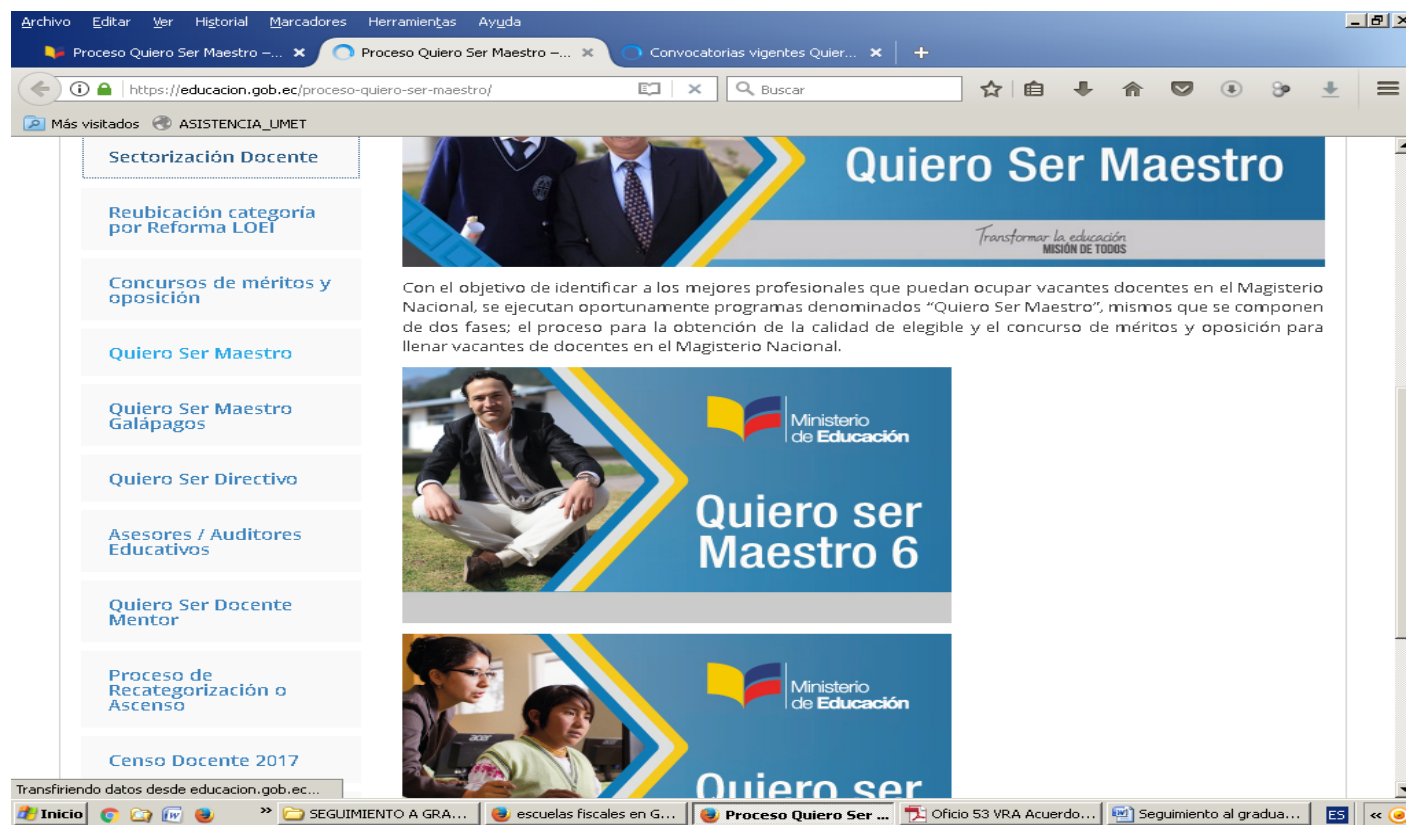 Archivo Editar Ver Historial Marcadores Herramientas Ayuda
Proceso Quiero Ser Maestro –... Proceso Quiero Ser Maestro –... Convocatorias vigentes Quier...
https://educacion.gob.ec/proceso-quiero-ser-maestro/ Buscar
Más visitados ASISTENCIA_UMET
Sectorización Docente
Reubicación categoría
por Reforma LOEI
Concursos de méritos y
oposición
Quiero Ser Maestro
Quiero Ser Maestro
Galápagos
Quiero Ser Directivo
Asesores / Auditores
Educativos
Quiero Ser Docente
Mentor
Proceso de
Recategorización o
Ascenso
Censo Docente 2017
Quiero Ser Maestro
Transformar la educación
MISIÓN DE TODOS
Con el objetivo de identificar a los mejores profesionales que puedan ocupar vacantes docentes en el Magisterio
Nacional, se ejecutan oportunamente programas denominados “Quiero Ser Maestro”, mismos que se componen
de dos fases; el proceso para la obtención de la calidad de elegible y el concurso de méritos y oposición para
llenar vacantes de docentes en el Magisterio Nacional.
Ministerio
de Educación
Quiero ser
Maestro 6
Ministerio
de Educación
acer
Quiero ser
Transfiriendo datos desde educacion.gob.ec...
Inicio » SEGUIMIENTO A GRA... escuelas fiscales en G... Proceso Quiero Ser ... Oficio 53 VRA Acuerdo... Seguimiento al gradua... ES «